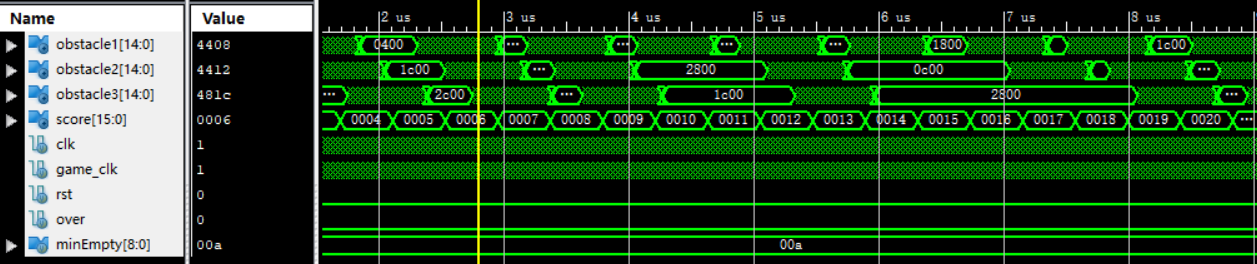 Name Value 2 us 3 us 4 us 5 us 6 us 7 us 8 us
obstacle1[14:0] 4408 0400 ... ... ... ... 1800 1c00
obstacle2[14:0] 4412 1c00 ... 2800 0c00 ...
obstacle3[14:0] 481c ... 2c00 ... 1c00 2800 ...
score[15:0] 0006 0004 0005 0006 0007 0008 0009 0010 0011 0012 0013 0014 0015 0016 0017 0018 0019 0020 ...
clk 1
game_clk 1
rst 0
over 0
minEmpty[8:0] 00a 00a